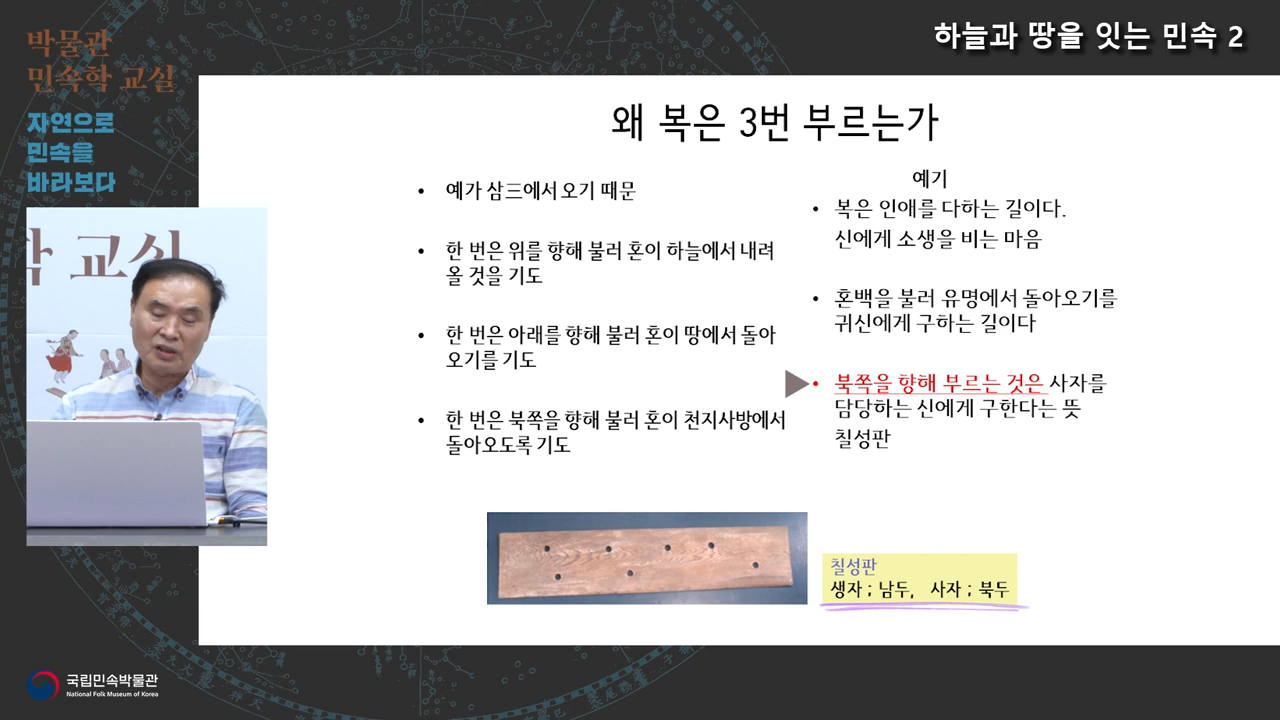 하늘과 땅을 잇는 민속 2
박물관
민속학 교실
자연으로
민속을
바라보다
학 교실
왜 복은 3번 부르는가
• 예가 삼三에서 오기 때문
• 한 번은 위를 향해 불러 혼이 하늘에서 내려
올 것을 기도
• 한 번은 아래를 향해 불러 혼이 땅에서 돌아
오기를 기도
• 한 번은 북쪽을 향해 불러 혼이 천지사방에서
돌아오도록 기도
예기
• 복은 인애를 다하는 길이다.
신에게 소생을 비는 마음
• 혼백을 불러 유명에서 돌아오기를
귀신에게 구하는 길이다
• 북쪽을 향해 부르는 것은 사자를
담당하는 신에게 구한다는 뜻
칠성판
칠성판
생자 ; 남두, 사자 ; 북두
국립민속박물관
National Folk Museum of Korea